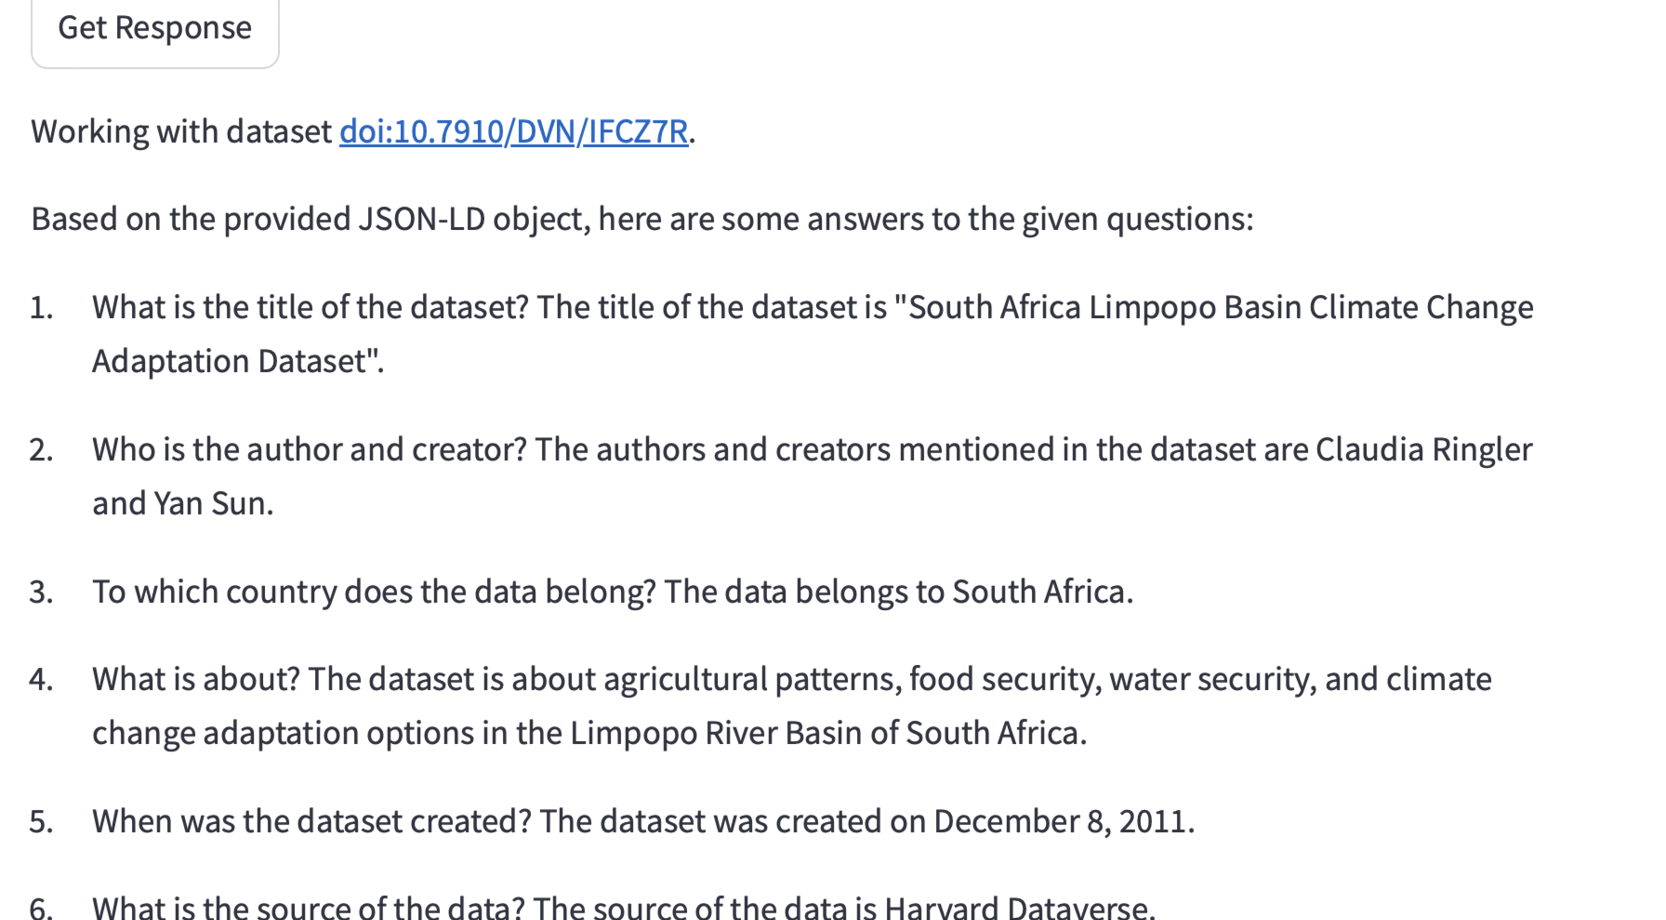 Get Response
Working with dataset doi:10.7910/DVN/IFCZ7R.
Based on the provided JSON-LD object, here are some answers to the given questions:
1. What is the title of the dataset? The title of the dataset is "South Africa Limpopo Basin Climate Change
Adaptation Dataset".
2. Who is the author and creator? The authors and creators mentioned in the dataset are Claudia Ringler
and Yan Sun.
3. To which country does the data belong? The data belongs to South Africa.
4. What is about? The dataset is about agricultural patterns, food security, water security, and climate
change adaptation options in the Limpopo River Basin of South Africa.
5. When was the dataset created? The dataset was created on December 8, 2011.
6. What is the source of the data? The source of the data is Harvard Dataverse.